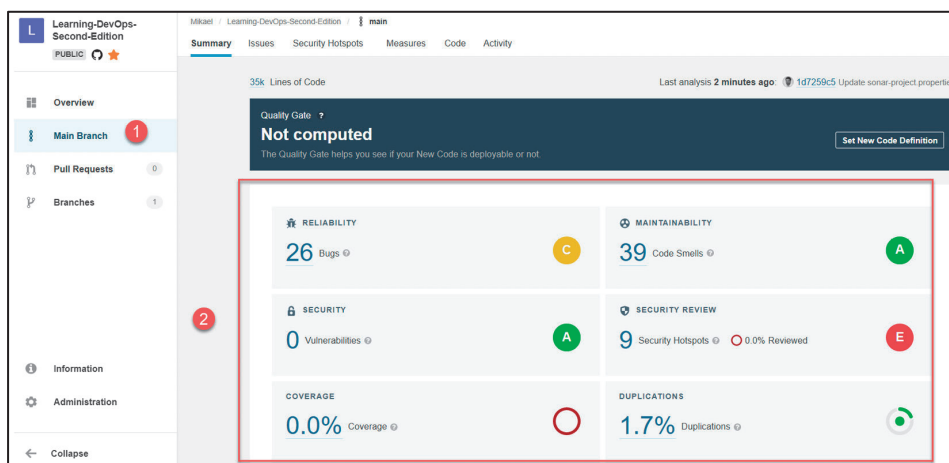 L
Learning-DevOps-
Second-Edition
PUBLIC
Overview
Main Branch
1
Pull Requests 0
Branches 1
Information
Administration
Collapse
Mikael / Learning-DevOps-Second-Edition / main
Summary Issues Security Hotspots Measures Code Activity
35k Lines of Code
Last analysis 2 minutes ago: 1d7259c5 Update sonar-project.propertie
Quality Gate ?
Not computed
The Quality Gate helps you see if your New Code is deployable or not.
Set New Code Definition
2
RELIABILITY
26 Bugs ? C
MAINTAINABILITY
39 Code Smells ? A
SECURITY
0 Vulnerabilities ? A
SECURITY REVIEW
9 Security Hotspots ? 0.0% Reviewed E
COVERAGE
0.0% Coverage ?
DUPLICATIONS
1.7% Duplications ?